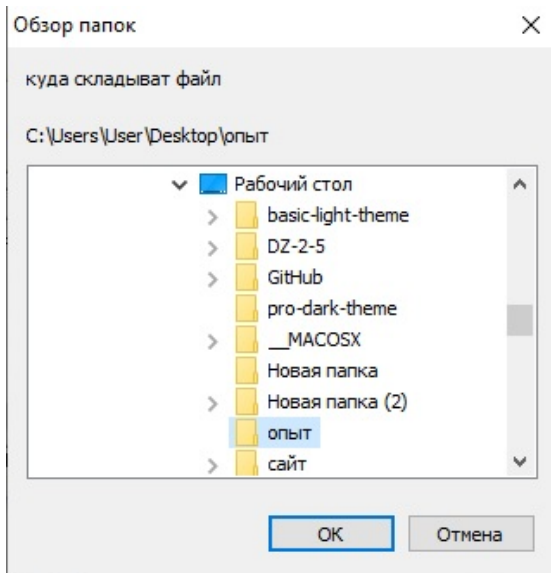 Обзор папок
куда складыват файл
C:\Users\User\Desktop\опыт
Рабочий стол
basic-light-theme
DZ-2-5
GitHub
pro-dark-theme
__MACOSX
Новая папка
Новая папка (2)
опыт
сайт
ОК Отмена